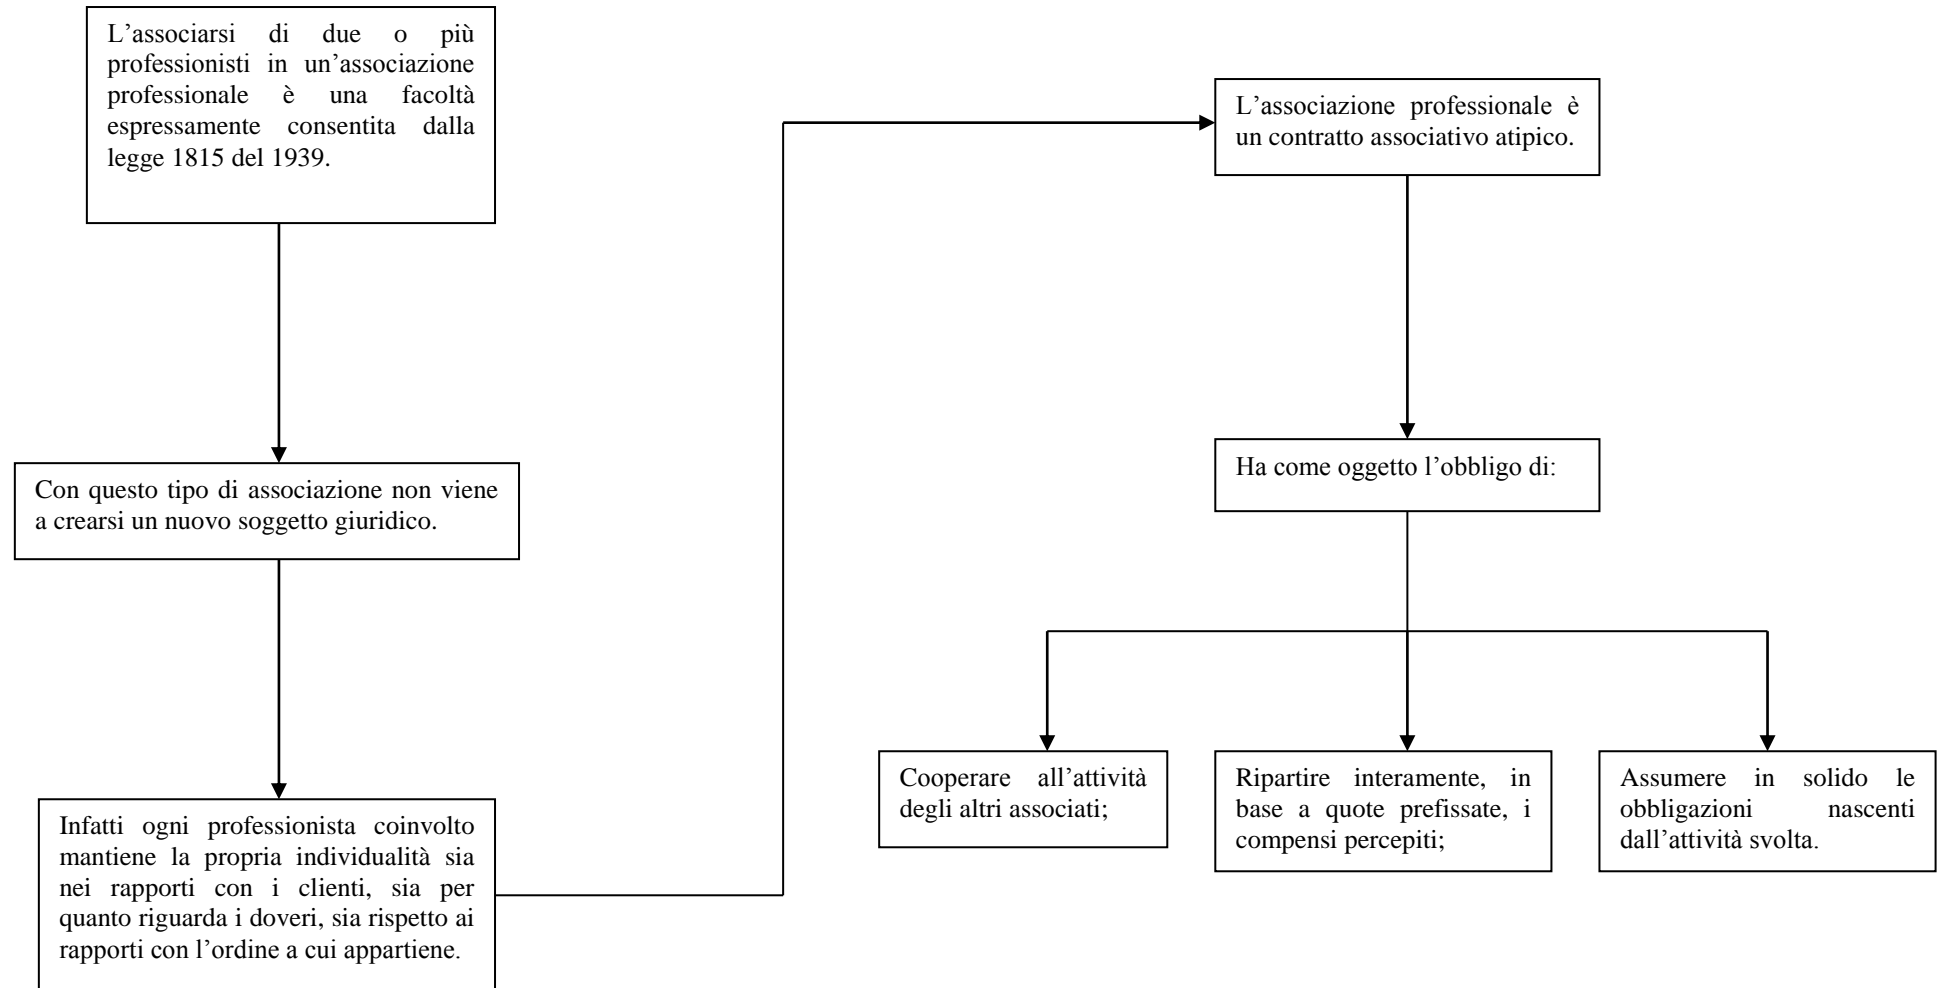 L’associarsi di due o più
professionisti in un’associazione
professionale è una facoltà
espressamente consentita dalla
legge 1815 del 1939.
Con questo tipo di associazione non viene
a crearsi un nuovo soggetto giuridico.
Infatti ogni professionista coinvolto
mantiene la propria individualità sia
nei rapporti con i clienti, sia per
quanto riguarda i doveri, sia rispetto ai
rapporti con l’ordine a cui appartiene.
L’associazione professionale è
un contratto associativo atipico.
Ha come oggetto l’obbligo di:
Cooperare all’attività
degli altri associati;
Ripartire interamente, in
base a quote prefissate, i
compensi percepiti;
Assumere in solido le
obbligazioni nascenti
dall’attività svolta.